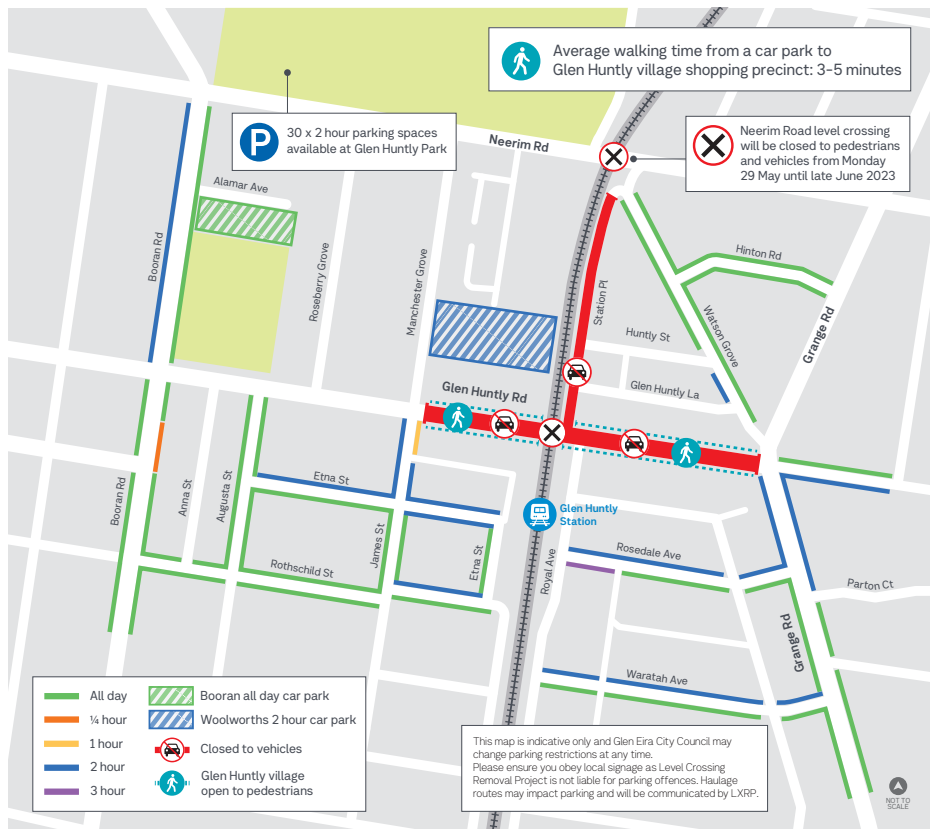 Average walking time from a car park to
Glen Huntly village shopping precinct: 3-5 minutes
P
30 x 2 hour parking spaces
available at Glen Huntly Park
Neerim Rd
Neerim Road level crossing
will be closed to pedestrians
and vehicles from Monday
29 May until late June 2023
Alamar Ave
Booran Rd
Roseberry Grove
Manchester Grove
Station Pl
Hinton Rd
Watson Grove
Grange Rd
Huntly St
Glen Huntly La
Glen Huntly Rd
Booran Rd
Anna St
Augusta St
Etna St
James St
Etna St
Rothschild St
Glen Huntly
Station
Royal Ave
Rosedale Ave
Parton Ct
Grange Rd
Waratah Ave
All day
¼ hour
1 hour
2 hour
3 hour
Booran all day car park
Woolworths 2 hour car park
Closed to vehicles
Glen Huntly village
open to pedestrians
This map is indicative only and Glen Eira City Council may
change parking restrictions at any time.
Please ensure you obey local signage as Level Crossing
Removal Project is not liable for parking offences. Haulage
routes may impact parking and will be communicated by LXRP.
NOT TO
SCALE